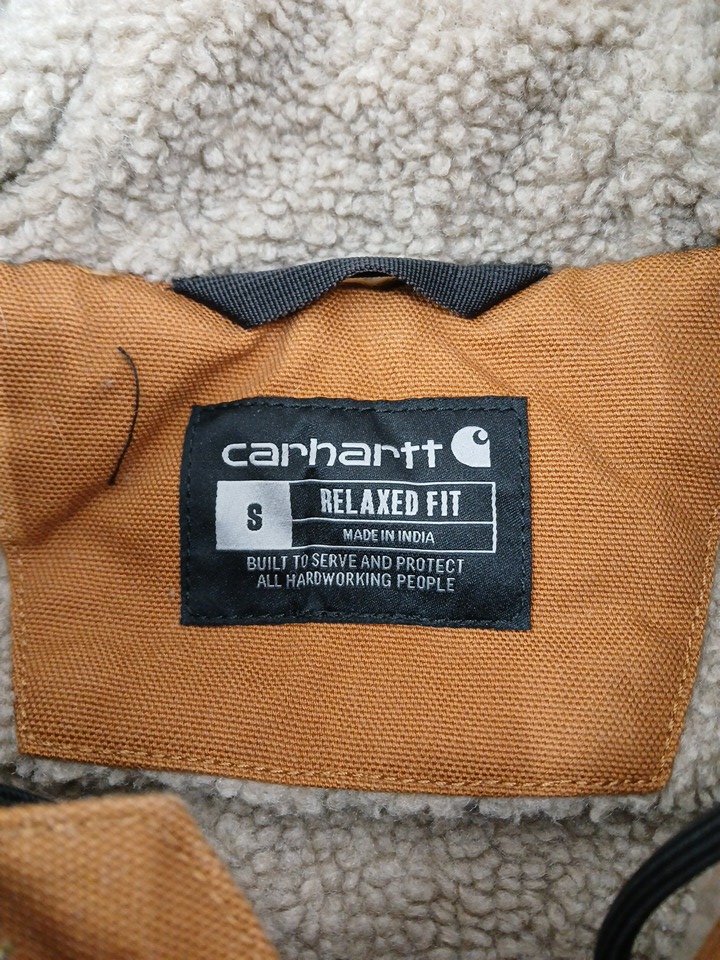 carhartt
S
RELAXED FIT
MADE IN INDIA
BUILT TO SERVE AND PROTECT
ALL HARDWORKING PEOPLE